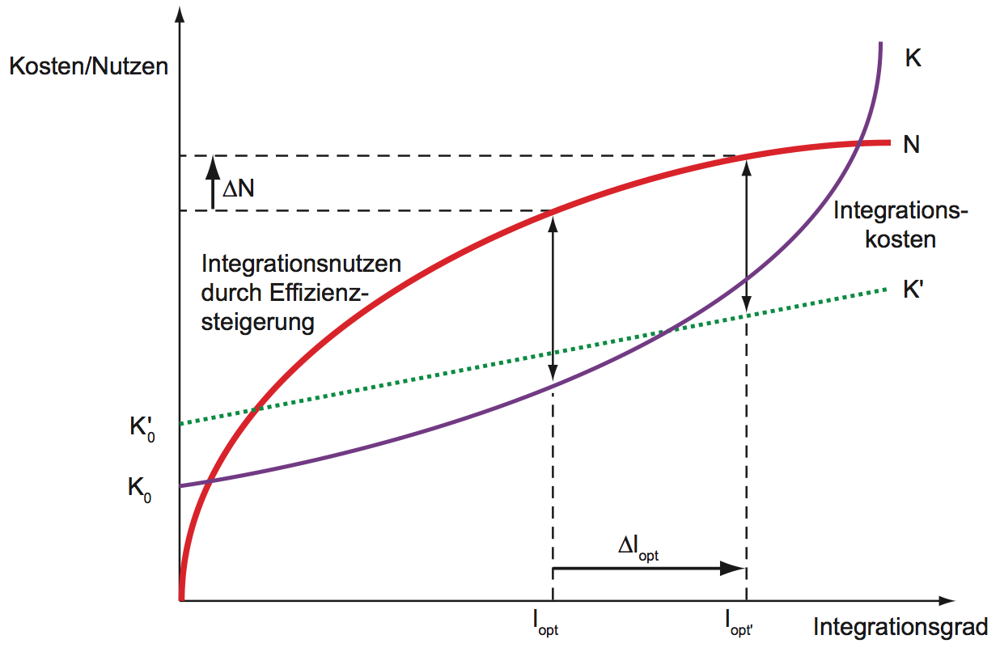 Kosten/Nutzen
K
N
ΔN
Integrations-
kosten
Integrationsnutzen
durch Effizienz-
steigerung
K'
K'0
K0
ΔIopt
Iopt
Iopt'
Integrationsgrad